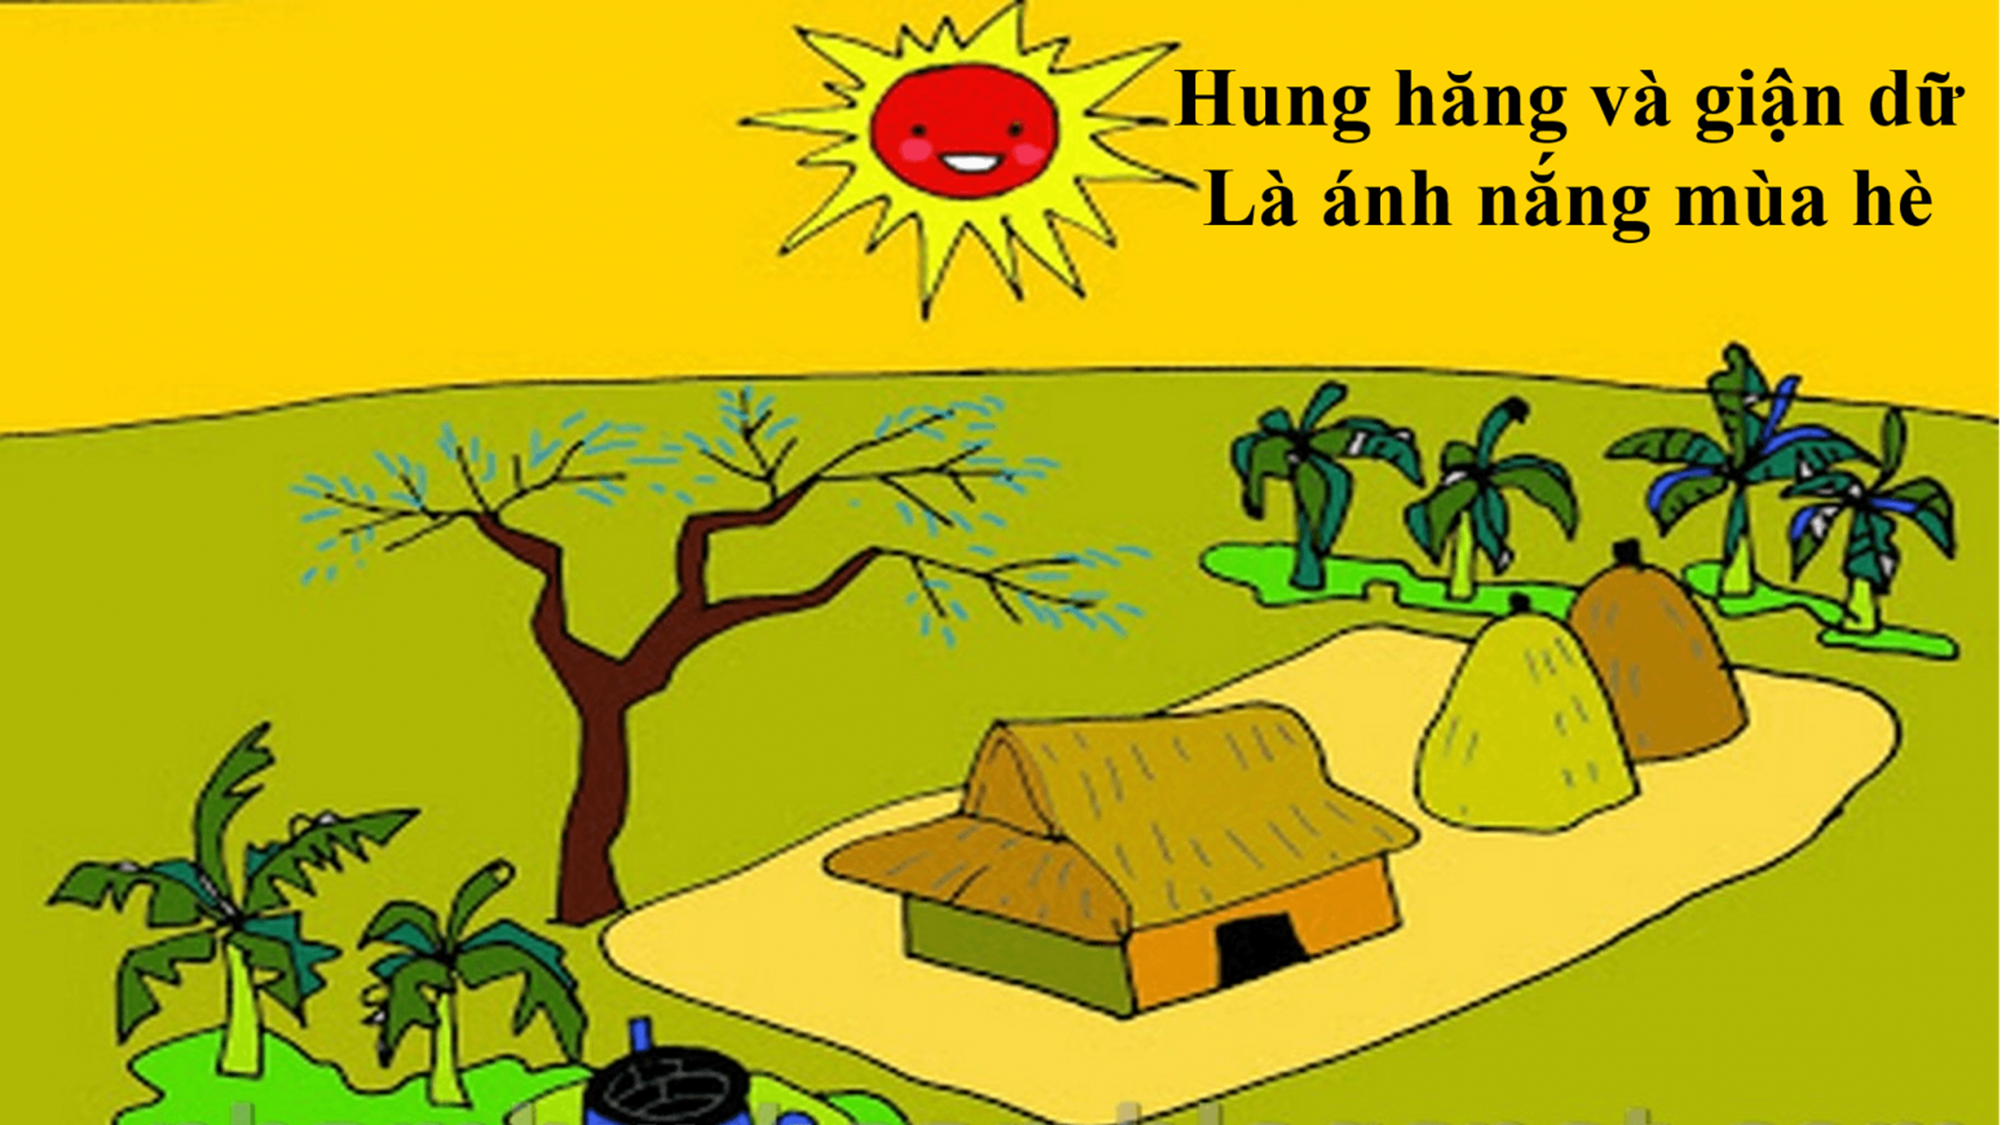 Hung hăng và giận dữ
Là ánh nắng mùa hè